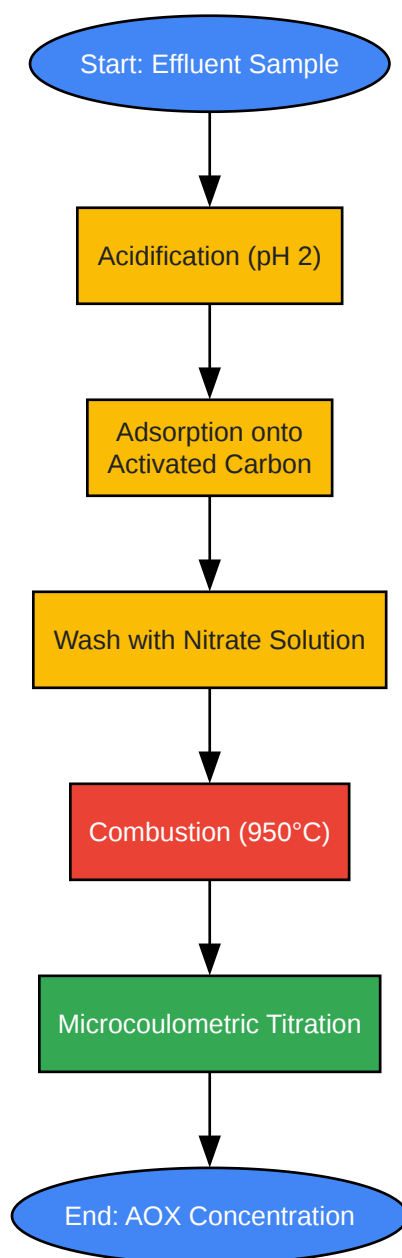 Start: Effluent Sample
Acidification (pH 2)
Adsorption onto
Activated Carbon
Wash with Nitrate Solution
Combustion (950°C)
Microcoulometric Titration
End: AOX Concentration